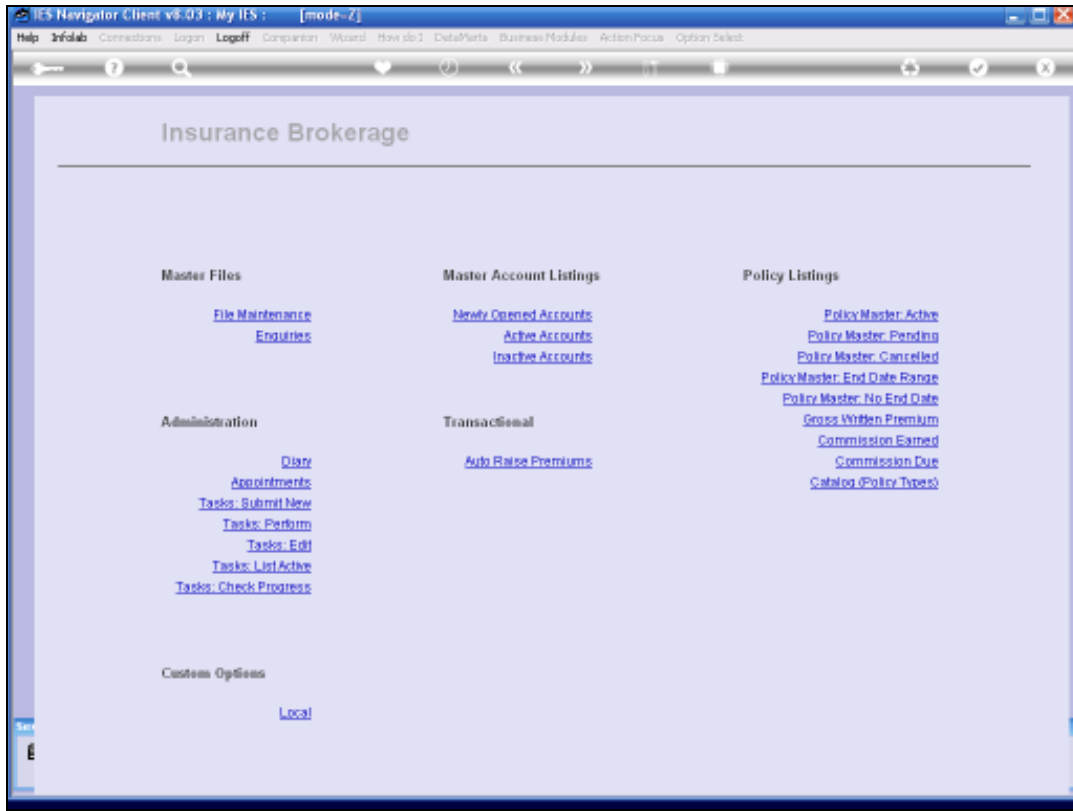 IES Navigator Client v8.03 : My IES : [mode=Z]
Help Infolab Connections Logon Logoff Companion Wizard How do I DataMarts Business Modules Action Focus Option Select
Insurance Brokerage
Master Files
File Maintenance
Enquiries
Master Account Listings
Newly Opened Accounts
Active Accounts
Inactive Accounts
Policy Listings
Policy Master: Active
Policy Master: Pending
Policy Master: Cancelled
Policy Master: End Date Range
Policy Master: No End Date
Gross Written Premium
Commission Earned
Commission Due
Catalog (Policy Types)
Administration
Diary
Appointments
Tasks: Submit New
Tasks: Perform
Tasks: Edit
Tasks: List Active
Tasks: Check Progress
Transactional
Auto Raise Premiums
Custom Options
Local